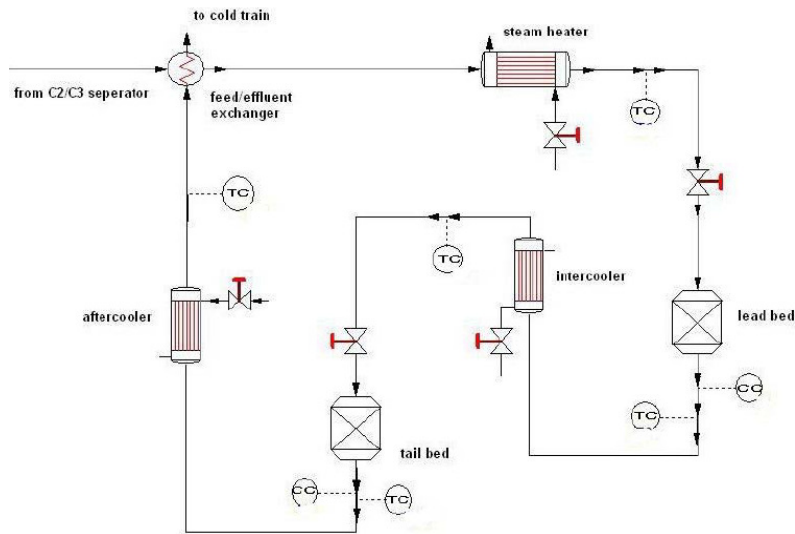 to cold train
steam heater
from C2/C3 seperator
feed/effluent
exchanger
TC
TC
TC
intercooler
aftercooler
lead bed
CC
TC
tail bed
CC
TC